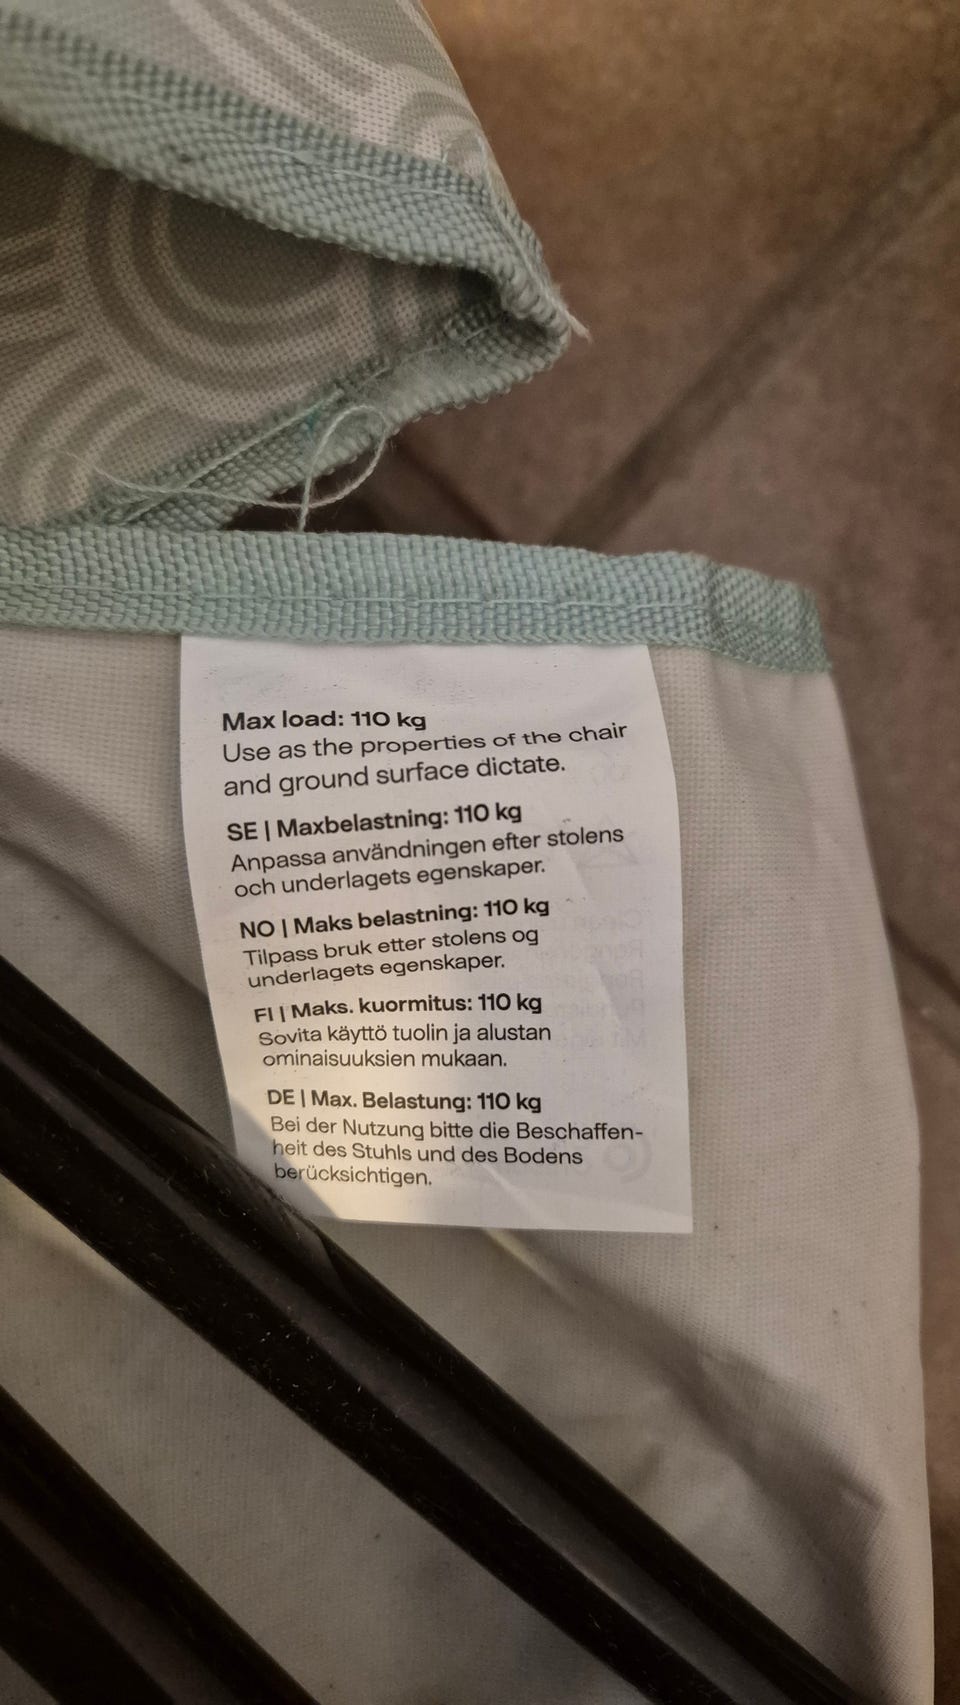 Max load: 110 kg
Use as the properties of the chair
and ground surface dictate.
SE | Maxbelastning: 110 kg
Anpassa användningen efter stolens
och underlagets egenskaper.
NO | Maks belastning: 110 kg
Tilpass bruk etter stolens og
underlagets egenskaper.
FI | Maks. kuormitus: 110 kg
Sovita käyttö tuolin ja alustan
ominaisuuksien mukaan.
DE | Max. Belastung: 110 kg
Bei der Nutzung bitte die Beschaffen-
heit des Stuhls und des Bodens
berücksichtigen.